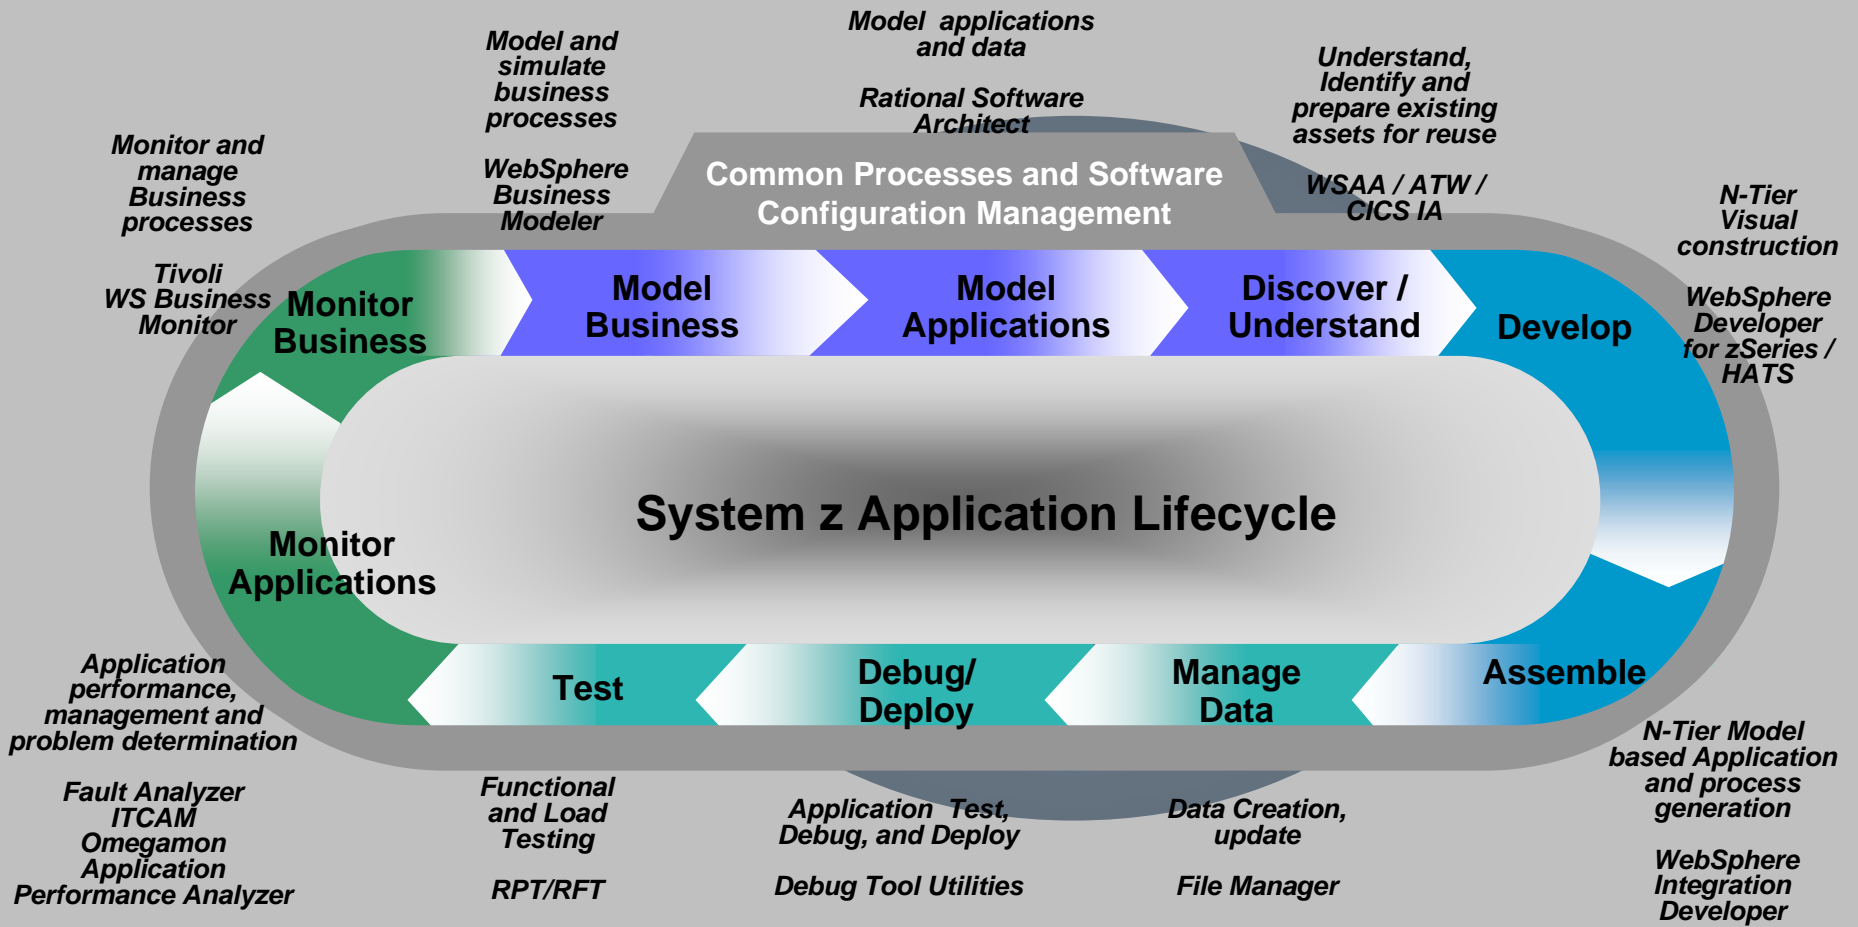 Model applications
and data
Rational Software
Architect
Model and
simulate
business
processes
WebSphere
Business
Modeler
Understand,
Identify and
prepare existing
assets for reuse
WSAA / ATW /
CICS IA
Monitor and
manage
Business
processes
Tivoli
WS Business
Monitor
Common Processes and Software
Configuration Management
N-Tier
Visual
construction
WebSphere
Developer
for zSeries /
HATS
Monitor
Business
Model
Business
Model
Applications
Discover /
Understand
Develop
System z Application Lifecycle
Monitor
Applications
Test
Debug/
Deploy
Manage
Data
Assemble
Application
performance,
management and
problem determination
Fault Analyzer
ITCAM
Omegamon
Application
Performance Analyzer
Functional
and Load
Testing
RPT/RFT
Application  Test,
Debug, and Deploy
Debug Tool Utilities
Data Creation,
update
File Manager
N-Tier Model
based Application
and process
generation
WebSphere
Integration
Developer